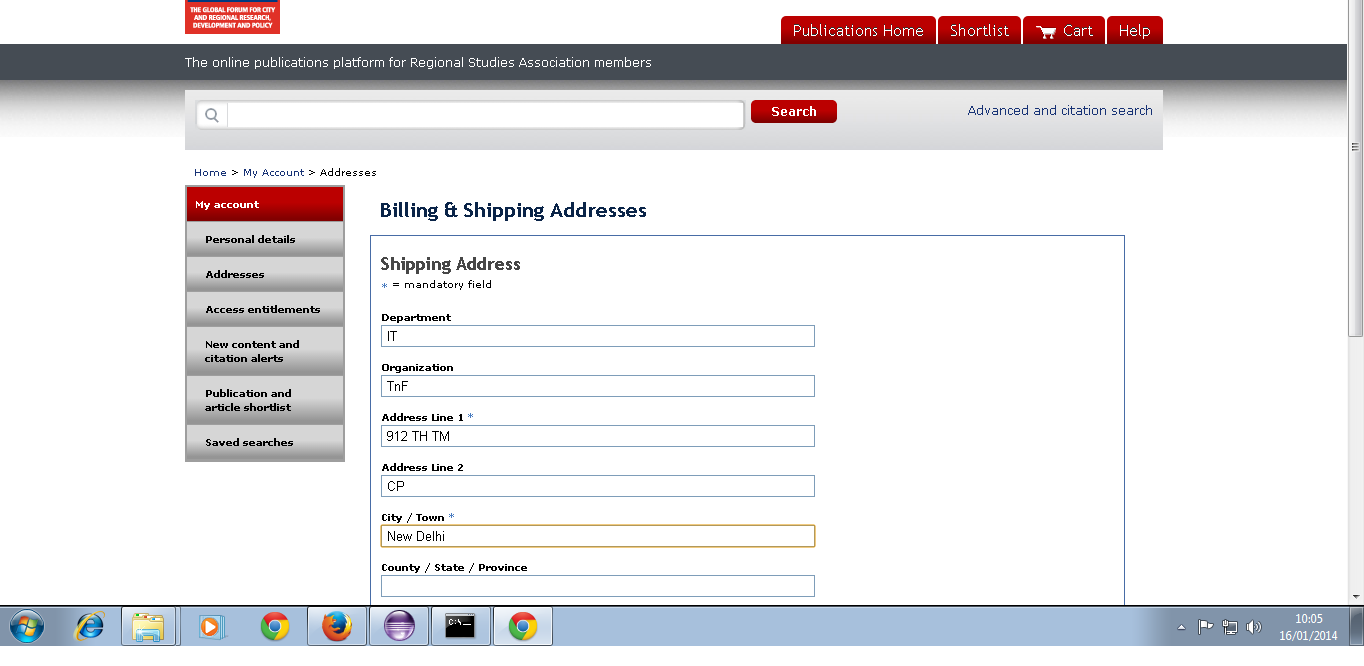 THE GLOBAL FORUM FOR CITY
AND REGIONAL RESEARCH,
DEVELOPMENT AND POLICY
Publications Home
Shortlist
Cart
Help
The online publications platform for Regional Studies Association members
Search
Advanced and citation search
Home > My Account > Addresses
My account
Personal details
Addresses
Access entitlements
New content and
citation alerts
Publication and
article shortlist
Saved searches
Billing & Shipping Addresses
Shipping Address
* = mandatory field
Department
IT
Organization
TnF
Address Line 1 *
912 TH TM
Address Line 2
CP
City / Town *
New Delhi
County / State / Province
C:\.
10:05
16/01/2014